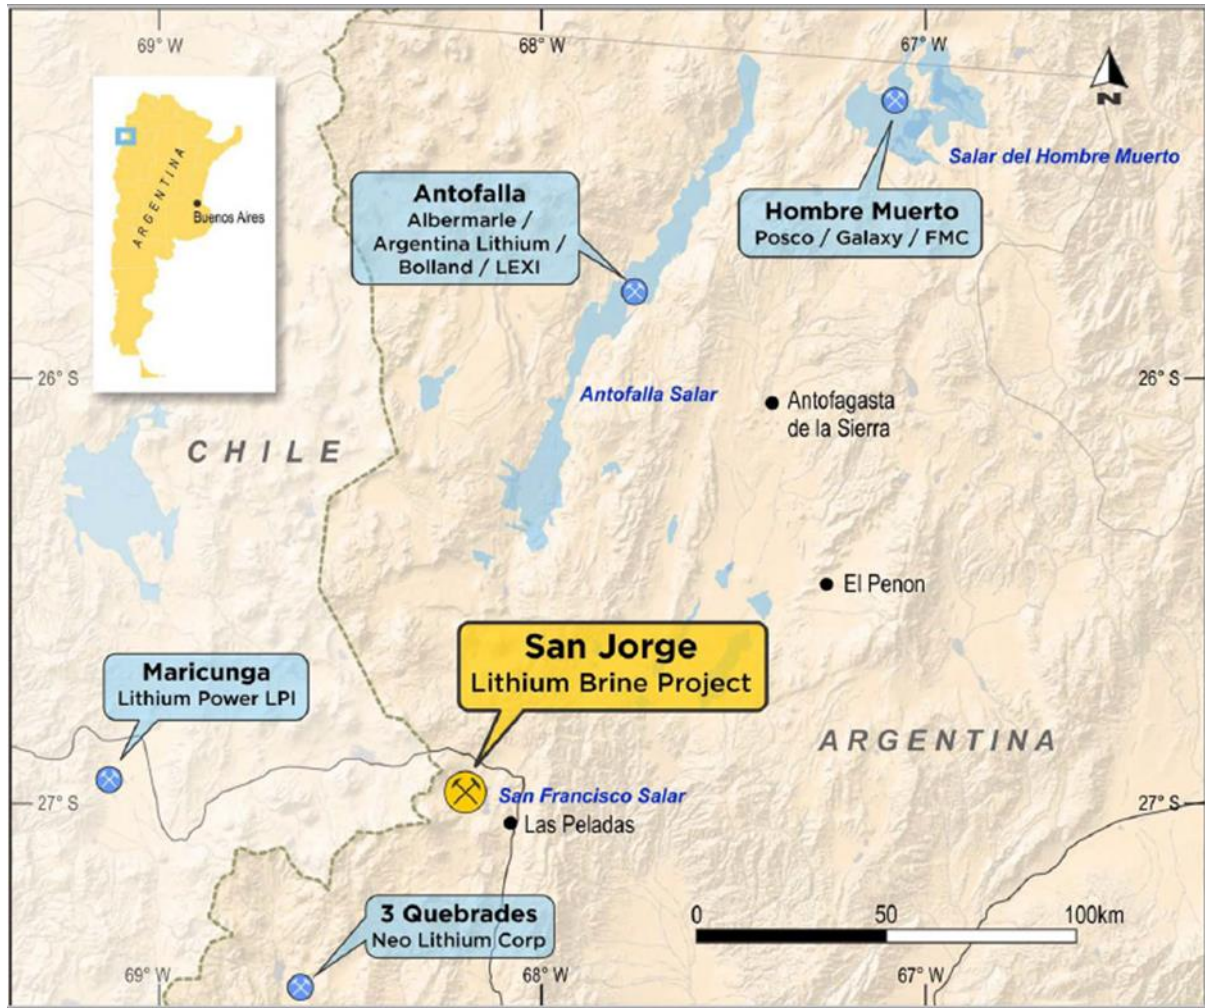 69° W
68° W
67° W
N
ARGENTINA
Buenos Aires
Salar del Hombre Muerto
Antofalla
Albermarle /
Argentina Lithium /
Bolland / LEXI
Hombre Muerto
Posco / Galaxy / FMC
26° S
26° S
Antofalla Salar
Antofagasta
de la Sierra
CHILE
El Penon
San Jorge
Lithium Brine Project
Maricunga
Lithium Power LPI
ARGENTINA
27° S
San Francisco Salar
27° S
Las Peladas
3 Quebrades
Neo Lithium Corp
0 50 100km
69° W
68° W
67° W